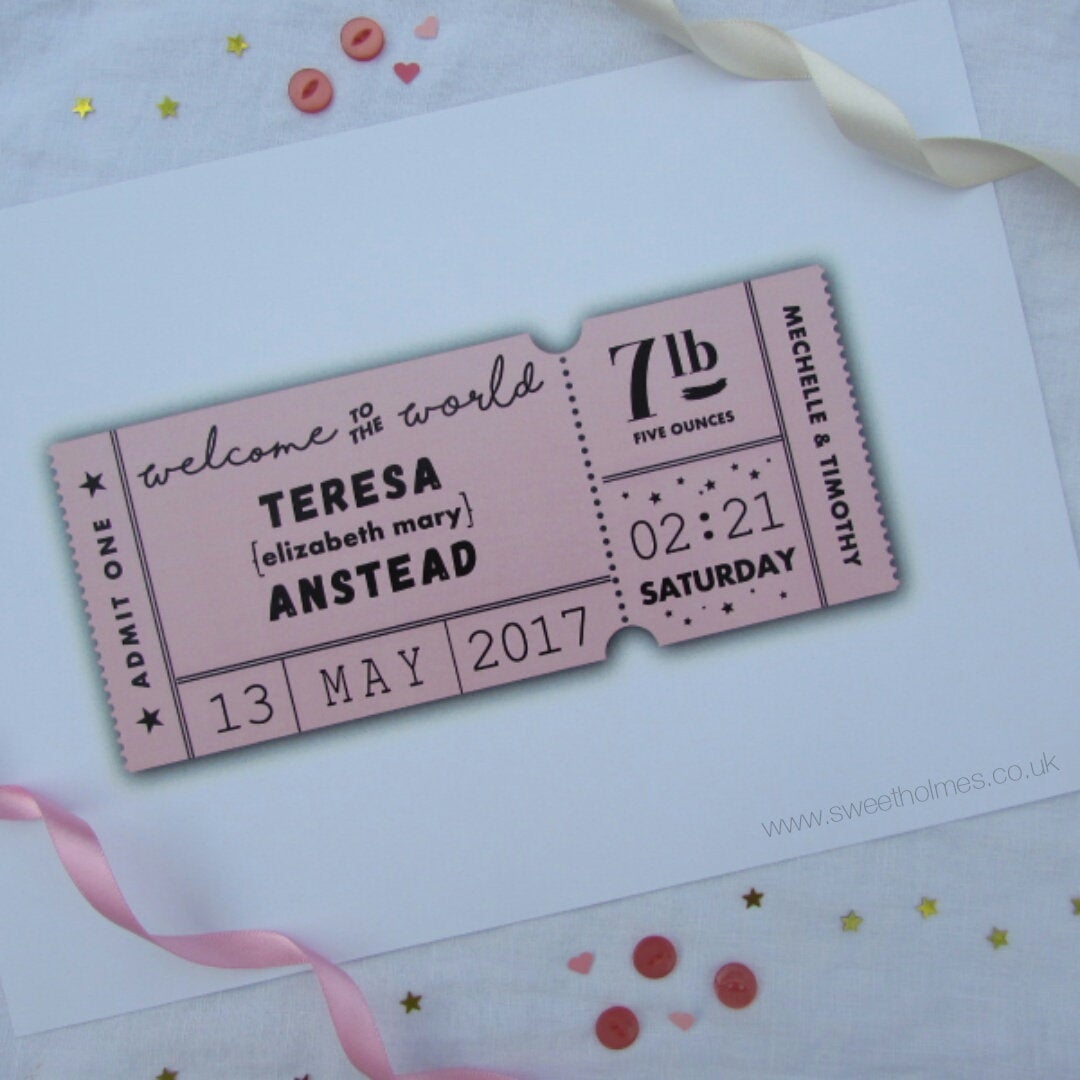 ★ ADMIT ONE ★
welcome TO THE world
TERESA
{elizabeth mary}
ANSTEAD
13 MAY 2017
7lb
FIVE OUNCES
02:21
SATURDAY
MECHELLE & TIMOTHY
www.sweetholmes.co.uk